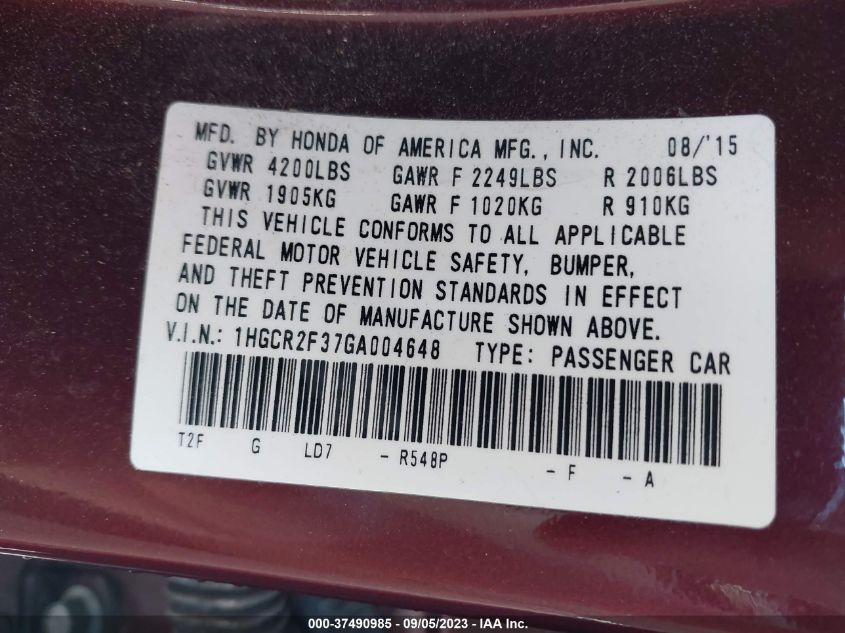 MFD. BY HONDA OF AMERICA MFG., INC. 08/'15
GVWR 4200LBS GAWR F 2249LBS R 2006LBS
GVWR 1905KG GAWR F 1020KG R 910KG
THIS VEHICLE CONFORMS TO ALL APPLICABLE
FEDERAL MOTOR VEHICLE SAFETY, BUMPER,
AND THEFT PREVENTION STANDARDS IN EFFECT
ON THE DATE OF MANUFACTURE SHOWN ABOVE.
V.I.N.: 1HGCR2F37GA004648 TYPE: PASSENGER CAR
T2F G LD7 - R548P - F - A
000-37490985 - 09/05/2023 - IAA Inc.